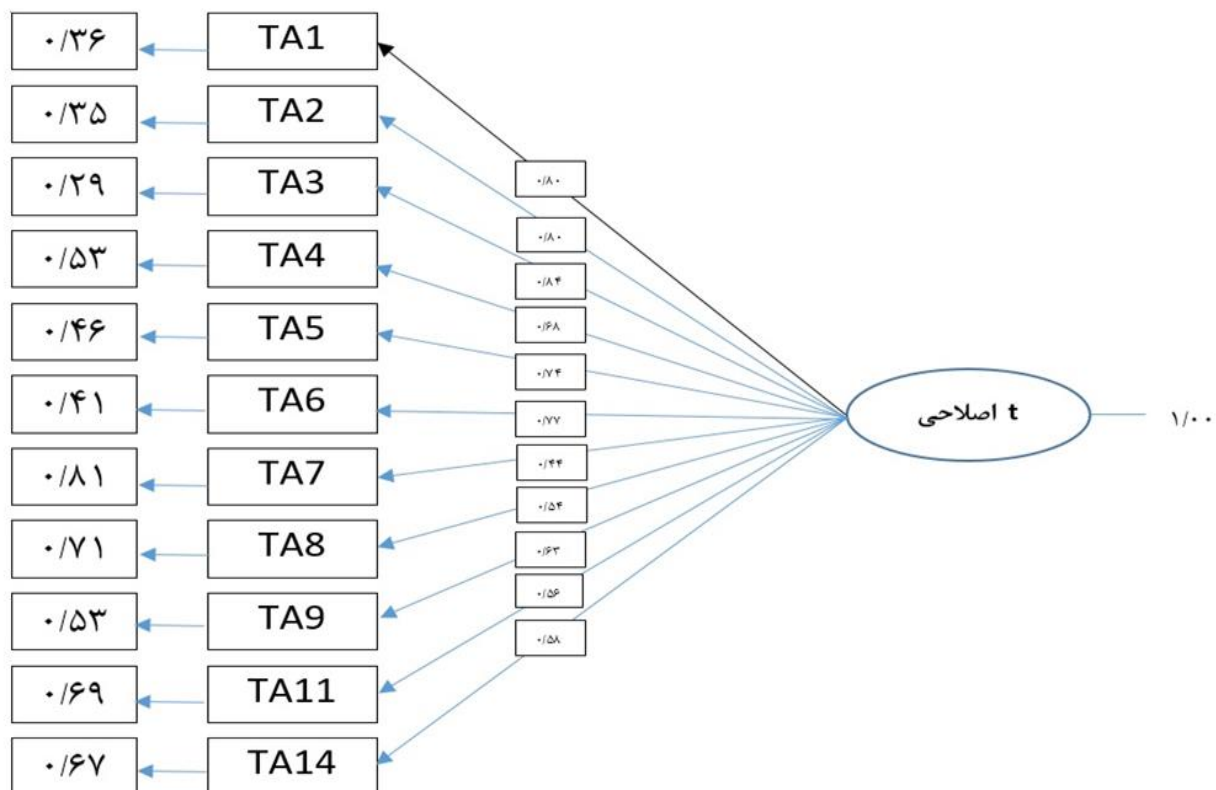 ۰/۳۶ TA1
۰/۳۵ TA2
۰/۲۹ TA3
۰/۵۳ TA4
۰/۴۶ TA5
۰/۴۱ TA6
۰/۸۱ TA7
۰/۷۱ TA8
۰/۵۳ TA9
۰/۶۹ TA11
۰/۶۷ TA14
۰/۸۰
۰/۸۰
۰/۸۴
۰/۶۸
۰/۷۴
۰/۷۷
۰/۴۴
۰/۵۴
۰/۶۳
۰/۵۶
۰/۵۸
t اصلاحی
۱/۰۰